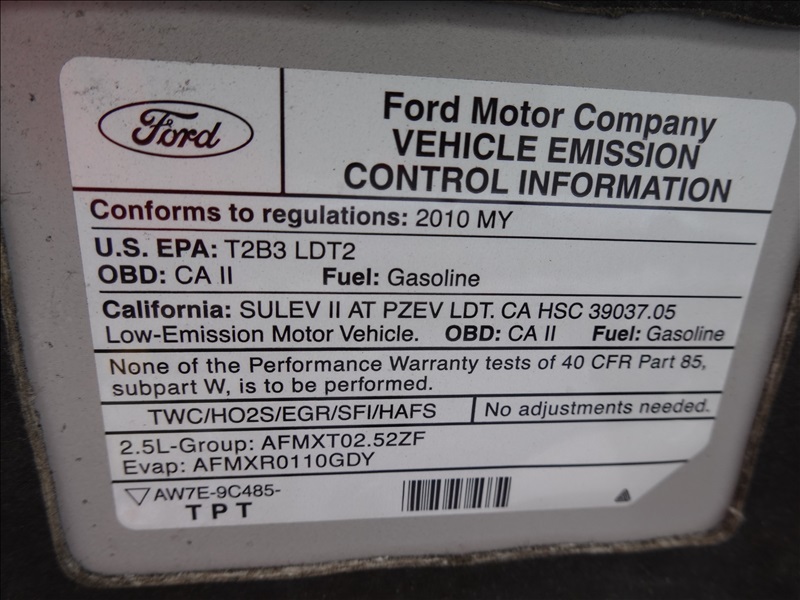 Ford
Ford Motor Company
VEHICLE EMISSION
CONTROL INFORMATION
Conforms to regulations: 2010 MY
U.S. EPA: T2B3 LDT2
OBD: CA II Fuel: Gasoline
California: SULEV II AT PZEV LDT. CA HSC 39037.05
Low-Emission Motor Vehicle. OBD: CA II Fuel: Gasoline
None of the Performance Warranty tests of 40 CFR Part 85,
subpart W, is to be performed.
TWC/HO2S/EGR/SFI/HAFS No adjustments needed.
2.5L-Group: AFMXT02.52ZF
Evap: AFMXR0110GDY
AW7E-9C485-
TPT